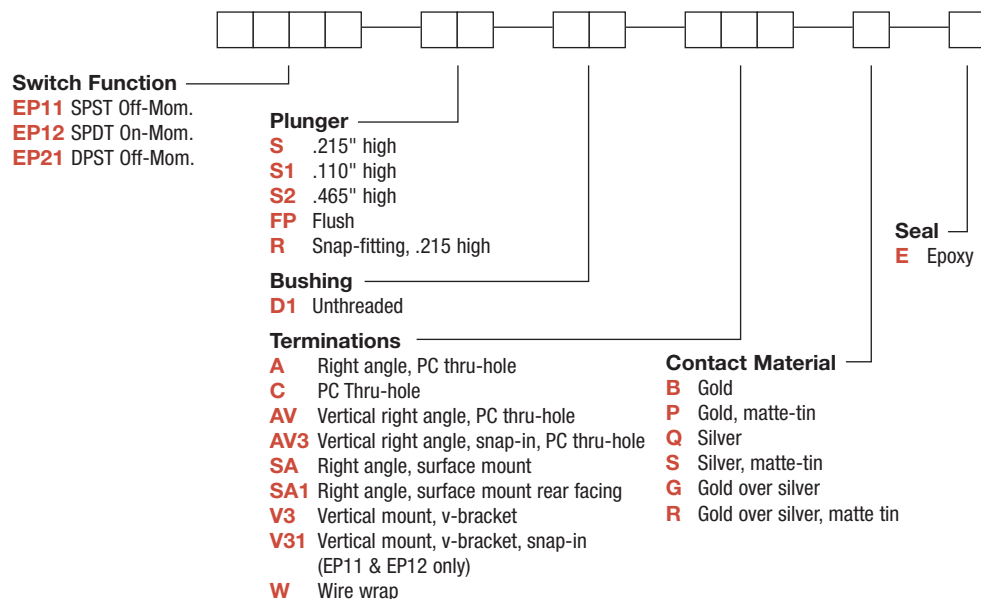 Switch Function
EP11 SPST Off-Mom.
EP12 SPDT On-Mom.
EP21 DPST Off-Mom.
Plunger
S .215" high
S1 .110" high
S2 .465" high
FP Flush
R Snap-fitting, .215 high
Bushing
D1 Unthreaded
Terminations
A Right angle, PC thru-hole
C PC Thru-hole
AV Vertical right angle, PC thru-hole
AV3 Vertical right angle, snap-in, PC thru-hole
SA Right angle, surface mount
SA1 Right angle, surface mount rear facing
V3 Vertical mount, v-bracket
V31 Vertical mount, v-bracket, snap-in
(EP11 & EP12 only)
W Wire wrap
Contact Material
B Gold
P Gold, matte-tin
Q Silver
S Silver, matte-tin
G Gold over silver
R Gold over silver, matte tin
Seal
E Epoxy